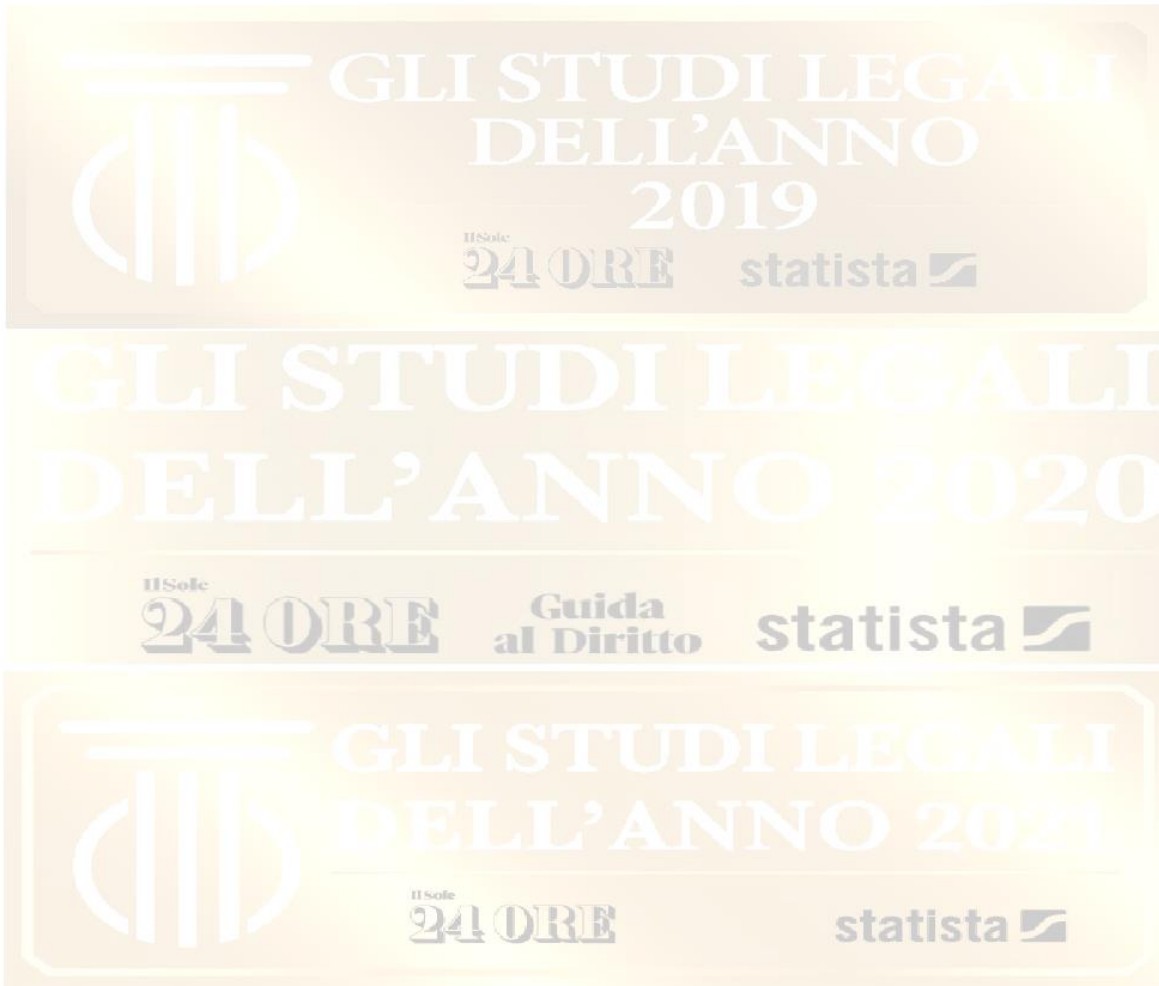 GLI STUDI LEGALI
DELL'ANNO
2019
Il Sole
24 ORE
statista
GLI STUDI LEGALI
DELL'ANNO 2020
Il Sole
24 ORE
Guida
al Diritto
statista
GLI STUDI LEGALI
DELL'ANNO 2021
Il Sole
24 ORE
statista